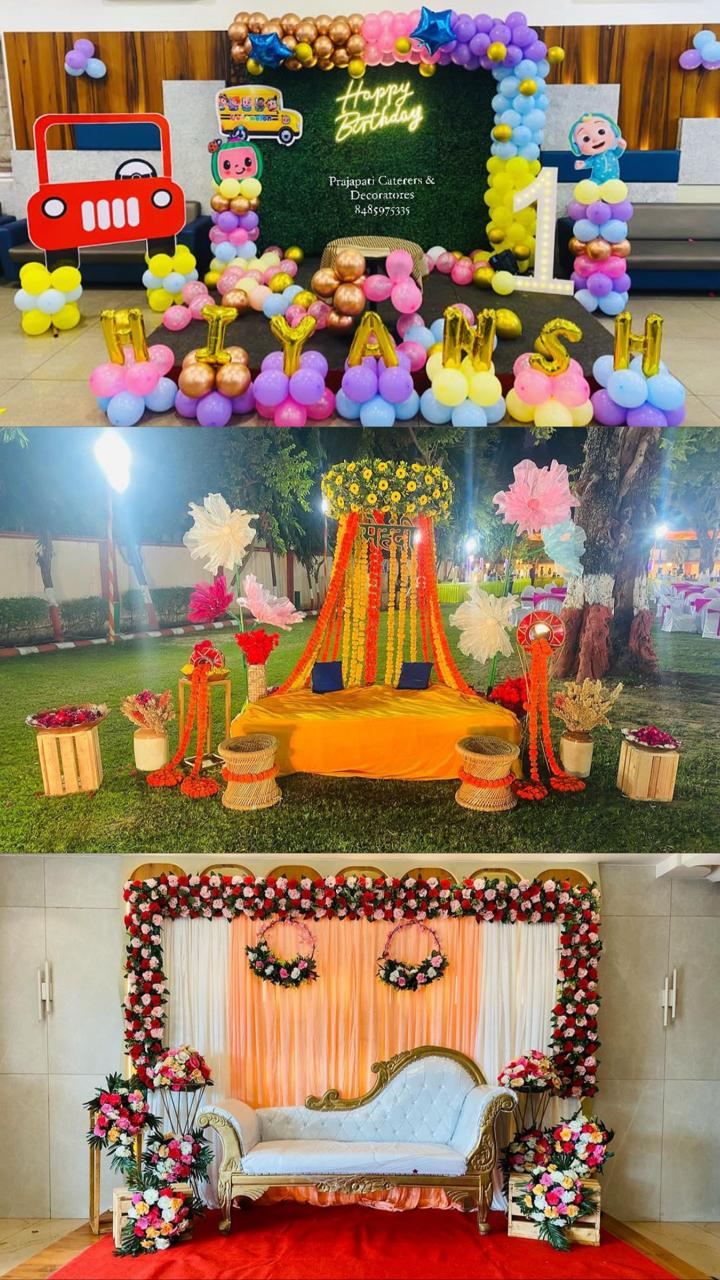 Happy
Birthday
Prajapati Caterers &
Decoratores
8485975335
1
HIYANSH